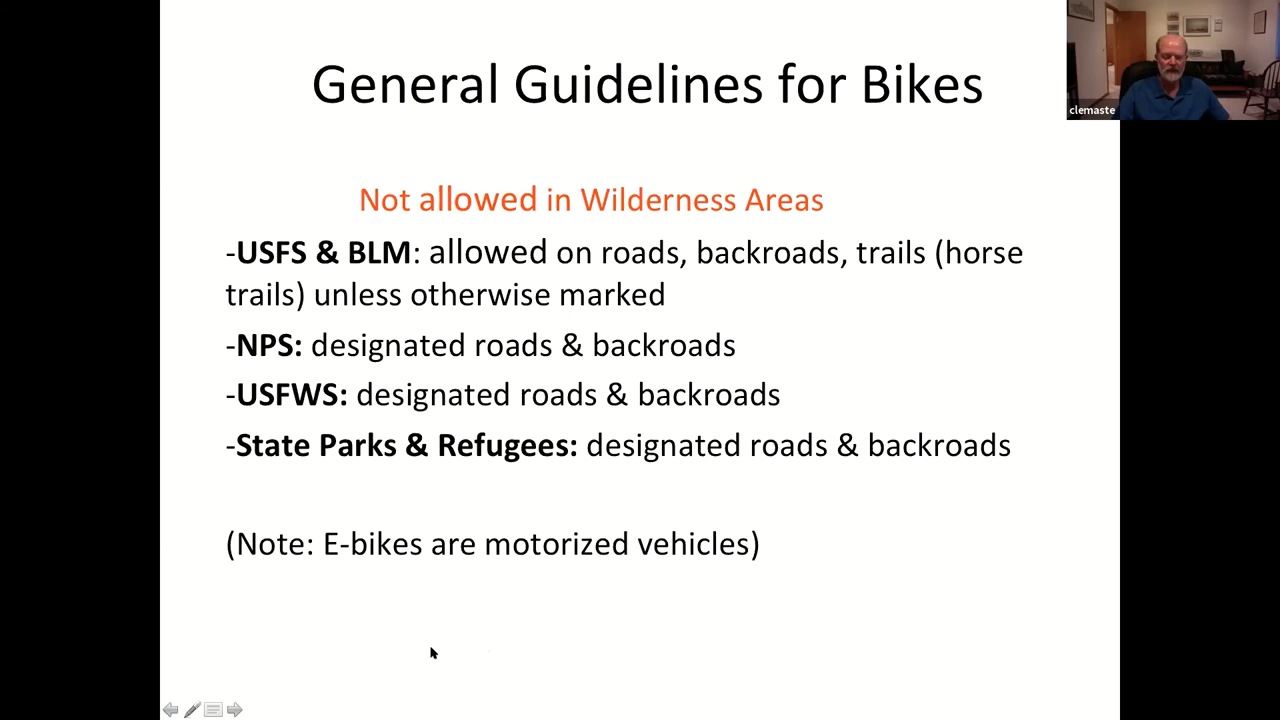 General Guidelines for Bikes
clemaste
Not allowed in Wilderness Areas
-USFS & BLM: allowed on roads, backroads, trails (horse
trails) unless otherwise marked
-NPS: designated roads & backroads
-USFWS: designated roads & backroads
-State Parks & Refugees: designated roads & backroads
(Note: E-bikes are motorized vehicles)